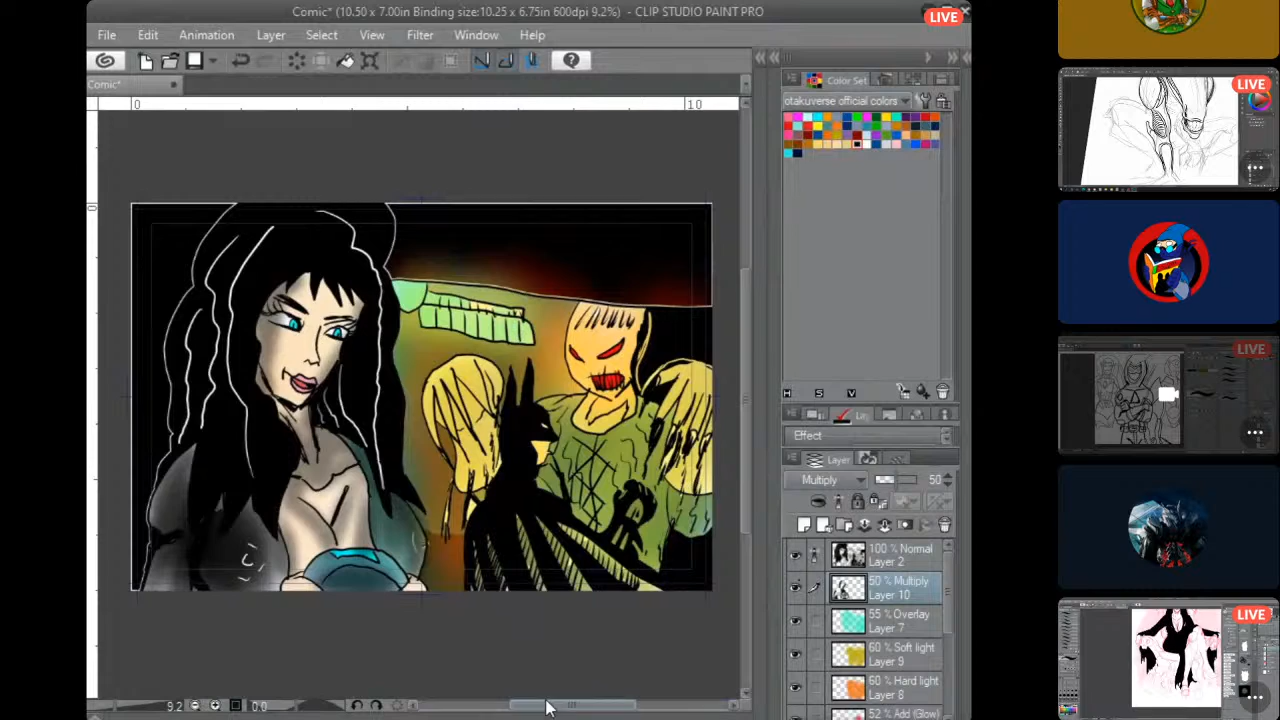 Comic* (10.50 x 7.00in Binding size:10.25 x 6.75in 600dpi 9.2%) - CLIP STUDIO PAINT PRO
LIVE
File Edit Animation Layer Select View Filter Window Help
Comic*
0 10
Color Set
otakuverse official colors
LIVE
H S V
Effect
Layer
Multiply 50
100 % Normal
Layer 2
50 % Multiply
Layer 10
55 % Overlay
Layer 7
60 % Soft light
Layer 9
60 % Hard light
Layer 8
52 % Add (Glow)
9.2 0.0
LIVE
LIVE